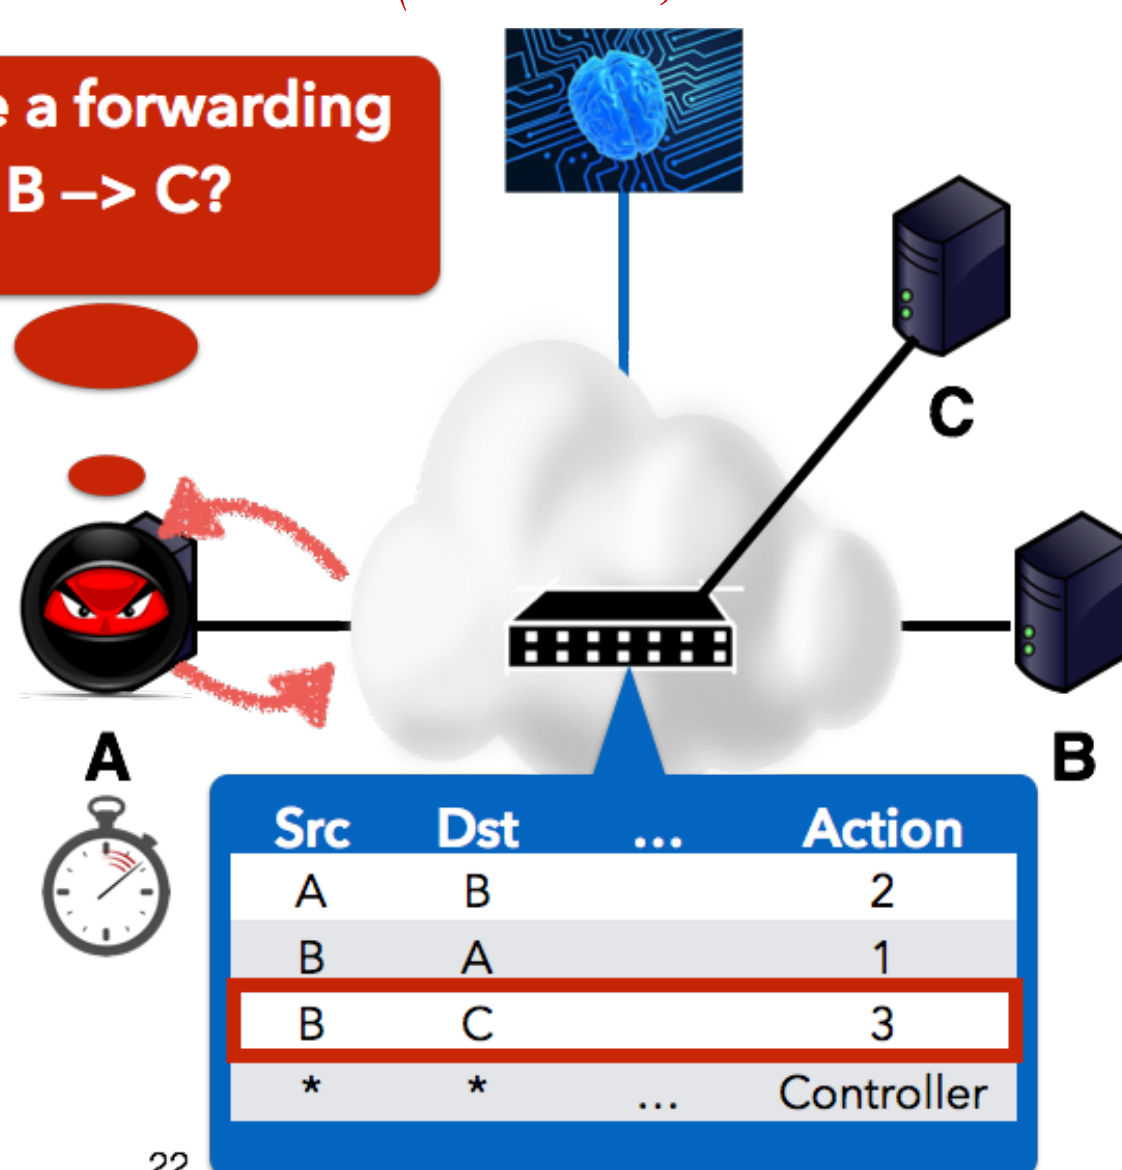 a forwarding
B –> C?
C
A
B
Src Dst ... Action
A B 2
B A 1
B C 3
* * ... Controller
22